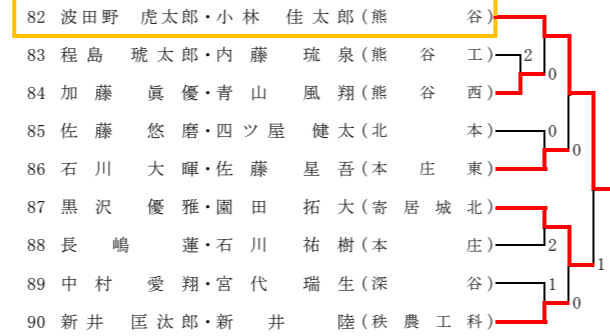 82 波田野 虎太郎・小林 佳太郎(熊 谷)
83 程島 琥太郎・内藤 琉泉(熊谷工) 2
0
84 加藤 眞優・青山 風翔(熊谷西)
85 佐藤 悠磨・四ツ屋 健太(北 本) 0
0
86 石川 大暉・佐藤 星吾(本庄東)
87 黒沢 優雅・園田 拓大(寄居城北)
88 長嶋 蓮・石川 祐樹(本 庄) 2
1
89 中村 愛翔・宮代 瑞生(深 谷) 1
0
90 新井 匡汰郎・新井 陸(秩農工科)